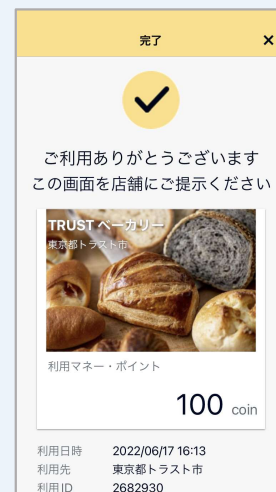 完了 ×
ご利用ありがとうございます
この画面を店舗にご提示ください
TRUST ベーカリー
東京都トラスト市
利用マネー・ポイント
100 coin
利用日時 2022/06/17 16:13
利用先 東京都トラスト市
利用ID 2682930